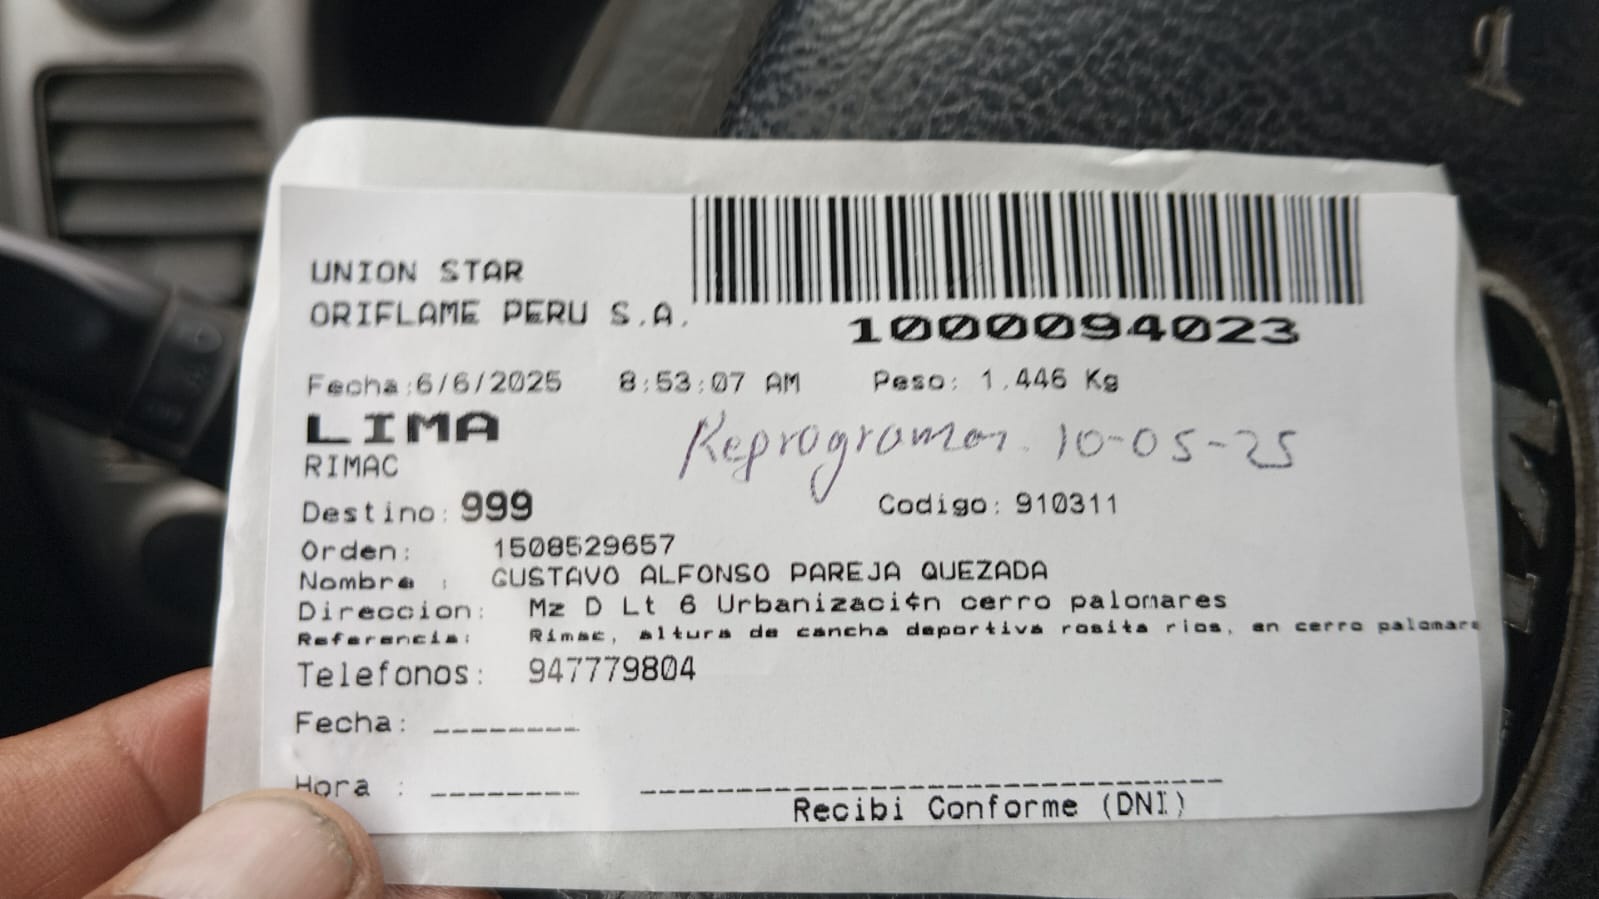 UNION STAR
ORIFLAME PERU S.A.
1000094023
Fecha:6/6/2025 8:53:07 AM Peso: 1.446 Kg
LIMA
Reprogramar. 10-05-25
RIMAC
Destino: 999 Codigo: 910311
Orden: 1508529657
Nombre : GUSTAVO ALFONSO PAREJA QUEZADA
Direccion: Mz D Lt 6 Urbanizaci¢n cerro palomares
Referencia: Rimac, altura de cancha deportiva rosita rios, en cerro palomare
Telefonos: 947779804
Fecha: ________
Hora : ________ ________________________________
Recibi Conforme (DNI)